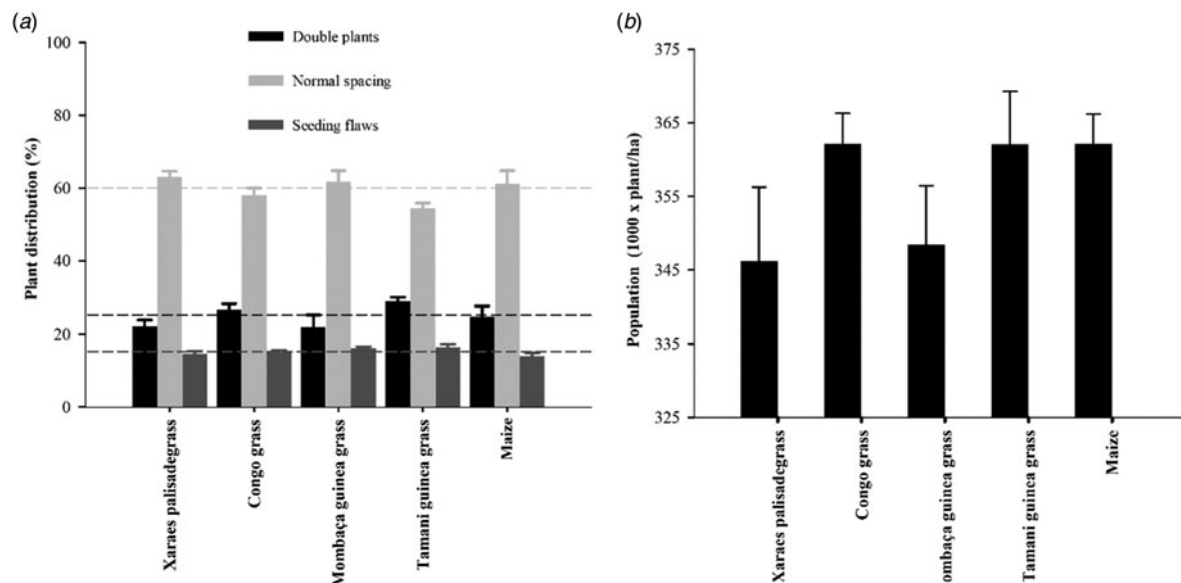 (a)
100
80
60
40
20
0
Plant distribution (%)
Double plants
Normal spacing
Seeding flaws
Xaraes palisadegrass
Congo grass
Mombaça guinea grass
Tamani guinea grass
Maize
(b)
375
365
355
345
335
325
Population (1000 x plant/ha)
Xaraes palisadegrass
Congo grass
ombaça guinea grass
Tamani guinea grass
Maize